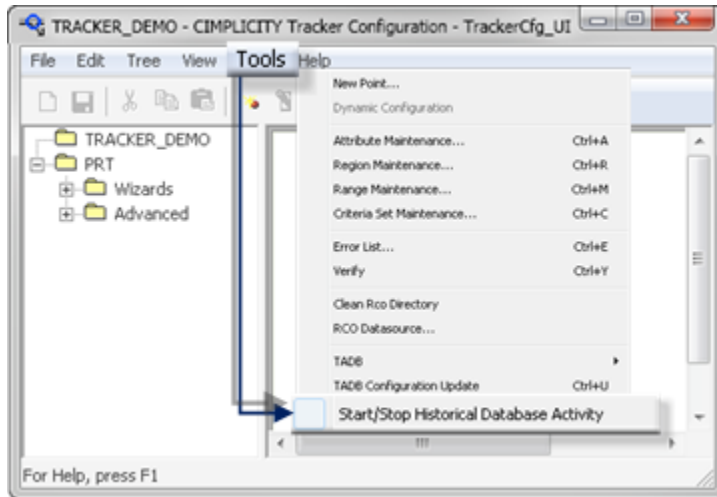 TRACKER_DEMO - CIMPLICITY Tracker Configuration - TrackerCfg_UI
File Edit Tree View Tools Help
New Point...
Dynamic Configuration
Attribute Maintenance... Ctrl+A
Region Maintenance... Ctrl+R
Range Maintenance... Ctrl+M
Criteria Set Maintenance... Ctrl+C
Error List... Ctrl+E
Verify Ctrl+Y
Clean Rco Directory
RCO Datasource...
TADB
TADB Configuration Update Ctrl+U
Start/Stop Historical Database Activity
TRACKER_DEMO
PRT
Wizards
Advanced
For Help, press F1